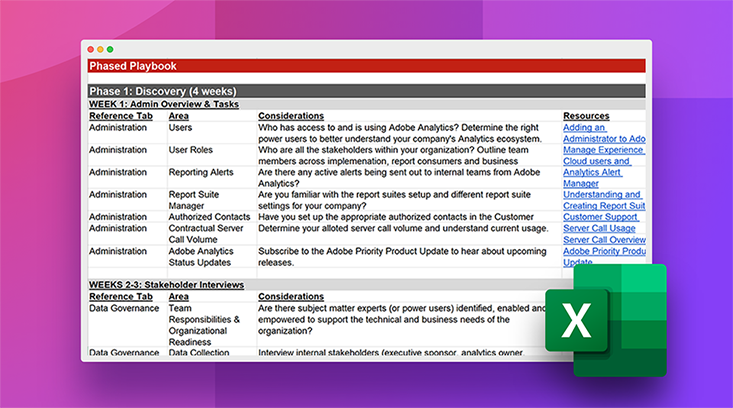 Phased Playbook
Phase 1: Discovery (4 weeks)
WEEK 1: Admin Overview & Tasks
Reference Tab Area Considerations Resources
Administration Users Who has access to and is using Adobe Analytics? Determine the right Adding an
power users to better understand your company's Analytics ecosystem. Administrator to Ado
Administration User Roles Who are all the stakeholders within your organization? Outline team Manage Experience
members across implemenation, report consumers and business Cloud users and
Administration Reporting Alerts Are there any active alerts being sent out to internal teams from Adobe Analytics Alert
Analytics? Manager
Administration Report Suite Are you familiar with the report suites setup and different report suite Understanding and
Manager settings for your company? Creating Report Suit
Administration Authorized Contacts Have you set up the appropriate authorized contacts in the Customer Customer Support
Administration Contractual Server Determine your alloted server call volume and understand current usage. Server Call Usage
Call Volume Server Call Overview
Administration Adobe Analytics Subscribe to the Adobe Priority Product Update to hear about upcoming Adobe Priority Produ
Status Updates releases. Update
WEEKS 2-3: Stakeholder Interviews
Reference Tab Area Considerations
Data Governance Team Are there subject matter experts (or power users) identified, enabled and
Responsibilities & empowered to support the technical and business needs of the
Organizational organization?
Readiness
Data Governance Data Collection Interview internal stakeholders (executive sponsor, analytics owner,
X